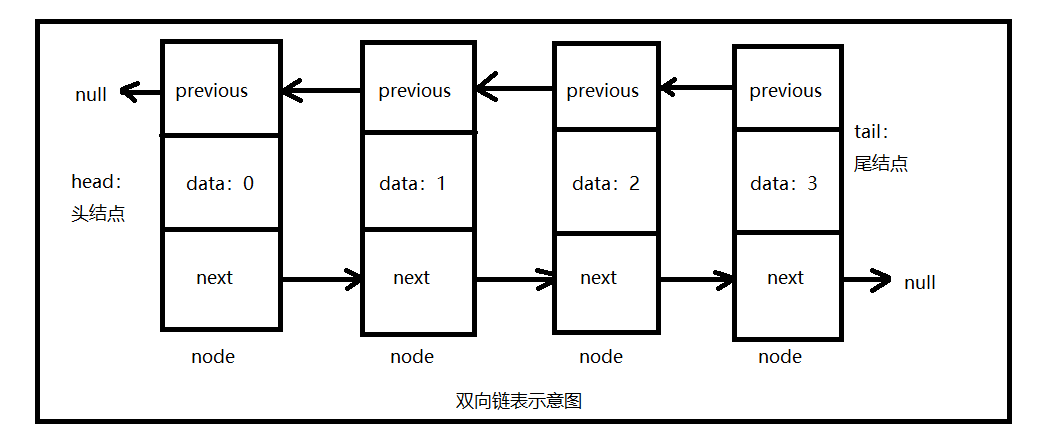 null
previous
previous
previous
previous
head：
头结点
data：0
data：1
data：2
data：3
tail：
尾结点
next
next
next
next
null
node
node
node
node
双向链表示意图